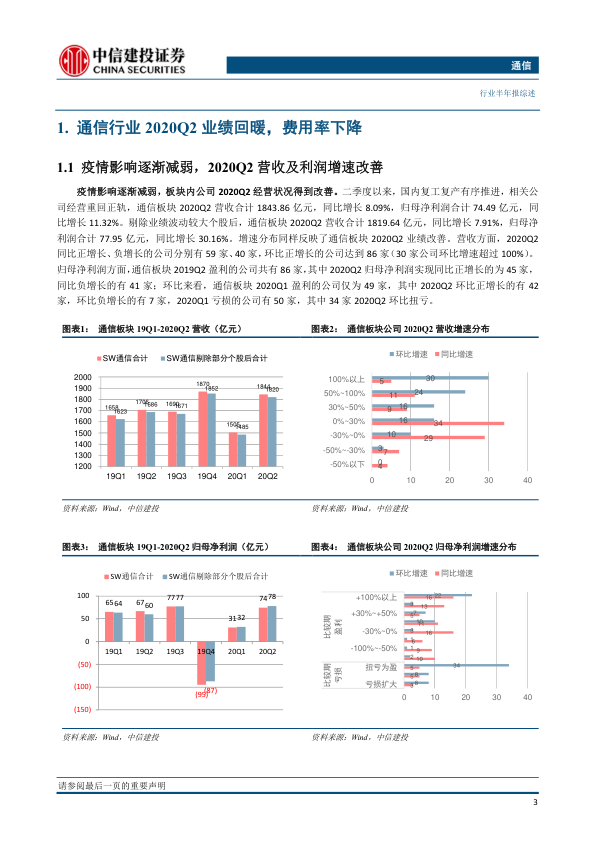 中信建投证券
CHINA SECURITIES
通信
行业半年报综述
1. 通信行业 2020Q2 业绩回暖，费用率下降
1.1 疫情影响逐渐减弱，2020Q2 营收及利润增速改善
疫情影响逐渐减弱，板块内公司 2020Q2 经营状况得到改善。二季度以来，国内复工复产有序推进，相关公
司经营重回正轨，通信板块 2020Q2 营收合计 1843.86 亿元，同比增长 8.09%，归母净利润合计 74.49 亿元，同
比增长 11.32%。剔除业绩波动较大个股后，通信板块 2020Q2 营收合计 1819.64 亿元，同比增长 7.91%，归母净
利润合计 77.95 亿元，同比增长 30.16%。增速分布同样反映了通信板块 2020Q2 业绩改善。营收方面，2020Q2
同比正增长、负增长的公司分别有 59 家、40 家，环比正增长的公司达到 86 家（30 家公司环比增速超过 100%）。
归母净利润方面，通信板块 2019Q2 盈利的公司共有 86 家，其中 2020Q2 归母净利润实现同比正增长的为 45 家，
同比负增长的有 41 家；环比来看，通信板块 2020Q1 盈利的公司仅为 49 家，其中 2020Q2 环比正增长的有 42
家，环比负增长的有 7 家，2020Q1 亏损的公司有 50 家，其中 34 家 2020Q2 环比扭亏。
图表1： 通信板块 19Q1-2020Q2 营收（亿元）
SW通信合计 SW通信剔除部分个股后合计
2000
1900
1800
1700
1600
1500
1400
1300
1200
1658 1623 1705 1686 1690 1671 1870 1852 1505 1485 1844 1820
19Q1 19Q2 19Q3 19Q4 20Q1 20Q2
资料来源：Wind，中信建投
图表2： 通信板块公司 2020Q2 营收增速分布
环比增速 同比增速
100%以上 30 5
50%~100% 24 11
30%~50% 16 9
0%~30% 16 34
-30%~0% 10 29
-50%~-30% 3 7
-50%以下 0 4
0 10 20 30 40
资料来源：Wind，中信建投
图表3： 通信板块 19Q1-2020Q2 归母净利润（亿元）
SW通信合计 SW通信剔除部分个股后合计
100
50
0
(50)
(100)
(150)
65 64 67 60 77 77 (95) (87) 31 32 74 78
19Q1 19Q2 19Q3 19Q4 20Q1 20Q2
资料来源：Wind，中信建投
图表4： 通信板块公司 2020Q2 归母净利润增速分布
环比增速 同比增速
比较期盈利
比较期亏损
+100%以上
+30%~+50%
-30%~0%
-100%~-50%
扭亏为盈 34
亏损扩大
0 10 20 30 40
资料来源：Wind，中信建投
请参阅最后一页的重要声明
3